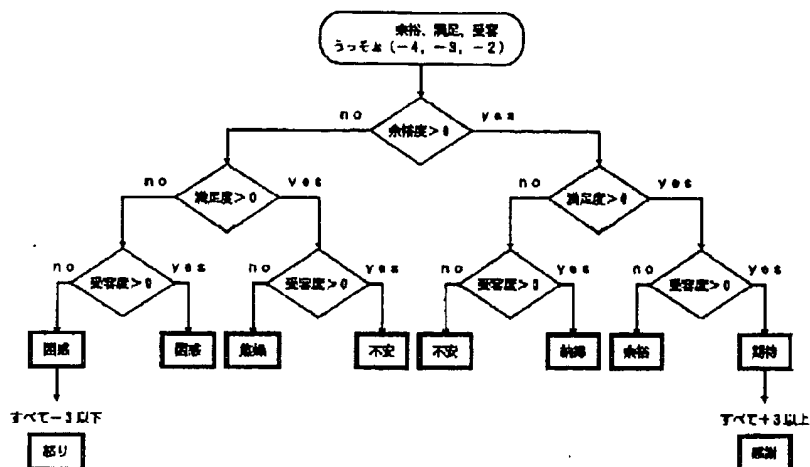 余裕、満足、受容
うっそぉ(-4, -3, -2)
no
yes
余裕度>0
no
yes
no
yes
満足度>0
満足度>0
no
yes
no
yes
no
yes
no
yes
受容度>0
受容度>0
受容度>0
受容度>0
困惑
困惑
焦燥
不安
不安
納得
余裕
期待
すべて-3以下
すべて+3以上
怒り
感謝